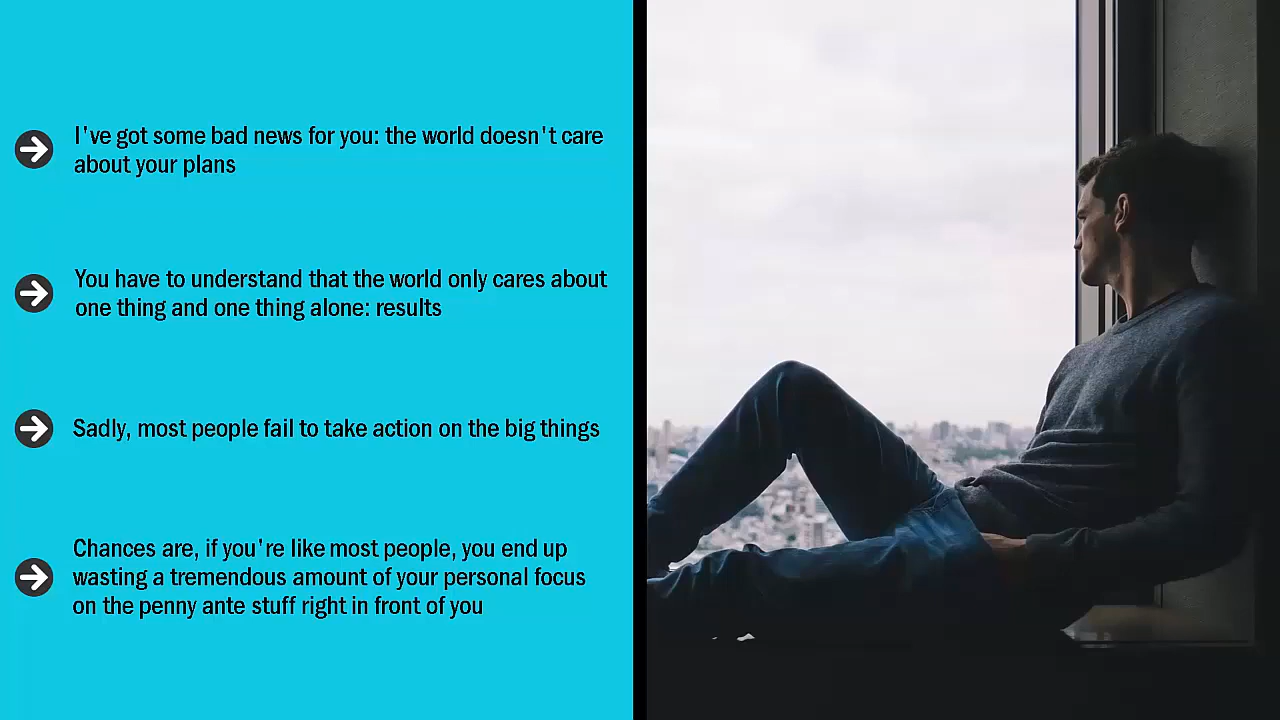 I've got some bad news for you: the world doesn't care
about your plans
You have to understand that the world only cares about
one thing and one thing alone: results
Sadly, most people fail to take action on the big things
Chances are, if you're like most people, you end up
wasting a tremendous amount of your personal focus
on the penny ante stuff right in front of you